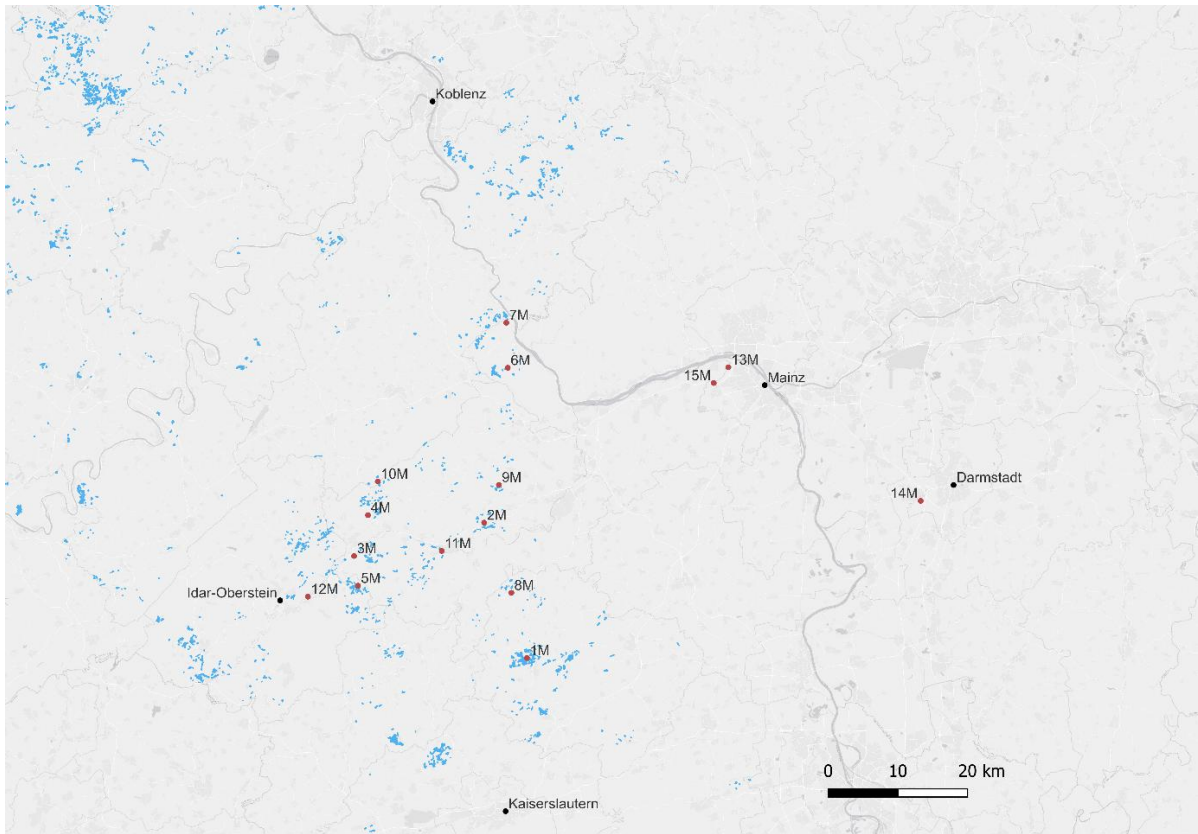 Koblenz
7M
6M
13M
15M
Mainz
10M
9M
Darmstadt
14M
4M
2M
3M
11M
5M
Idar-Oberstein
12M
8M
1M
0 10 20 km
Kaiserslautern